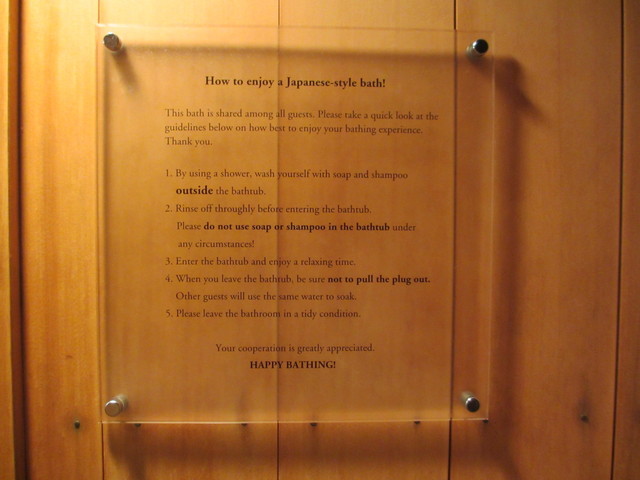 How to enjoy a Japanese-style bath!
This bath is shared among all guests. Please take a quick look at the
guidelines below on how best to enjoy your bathing experience.
Thank you.
1. By using a shower, wash yourself with soap and shampoo
outside the bathtub.
2. Rinse off throughly before entering the bathtub.
Please do not use soap or shampoo in the bathtub under
any circumstances!
3. Enter the bathtub and enjoy a relaxing time.
4. When you leave the bathtub, be sure not to pull the plug out.
Other guests will use the same water to soak.
5. Please leave the bathroom in a tidy condition.
Your cooperation is greatly appreciated.
HAPPY BATHING!